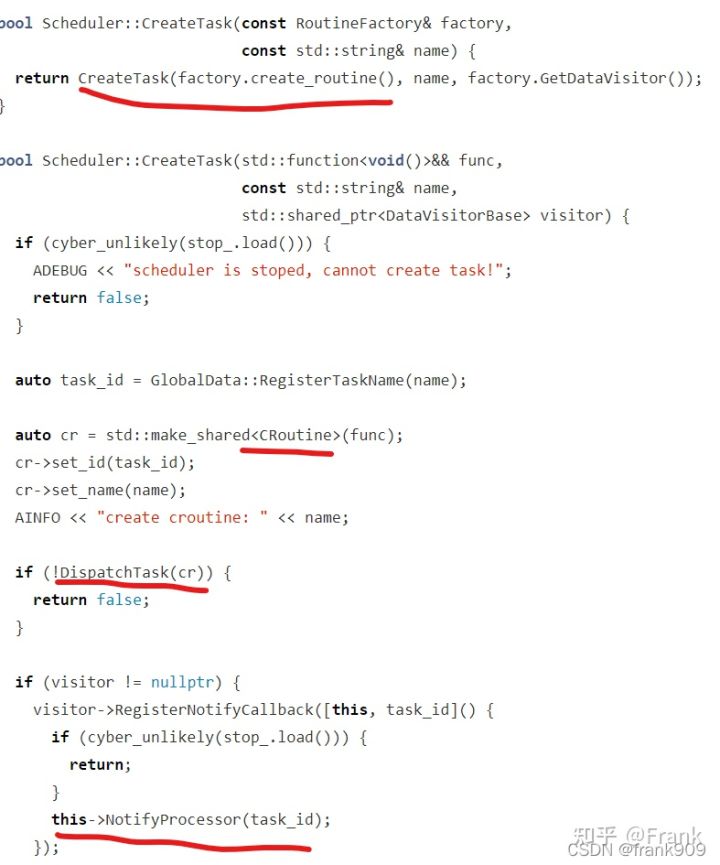 bool Scheduler::CreateTask(const RoutineFactory& factory,
                           const std::string& name) {
  return CreateTask(factory.create_routine(), name, factory.GetDataVisitor());
}

bool Scheduler::CreateTask(std::function<void()>&& func,
                           const std::string& name,
                           std::shared_ptr<DataVisitorBase> visitor) {
  if (cyber_unlikely(stop_.load())) {
    ADEBUG << "scheduler is stoped, cannot create task!";
    return false;
  }

  auto task_id = GlobalData::RegisterTaskName(name);

  auto cr = std::make_shared<CRoutine>(func);
  cr->set_id(task_id);
  cr->set_name(name);
  AINFO << "create croutine: " << name;

  if (!DispatchTask(cr)) {
    return false;
  }

  if (visitor != nullptr) {
    visitor->RegisterNotifyCallback([this, task_id]() {
      if (cyber_unlikely(stop_.load())) {
        return;
      }
      this->NotifyProcessor(task_id);
    });
知乎 @Frank
CSDN @frank909